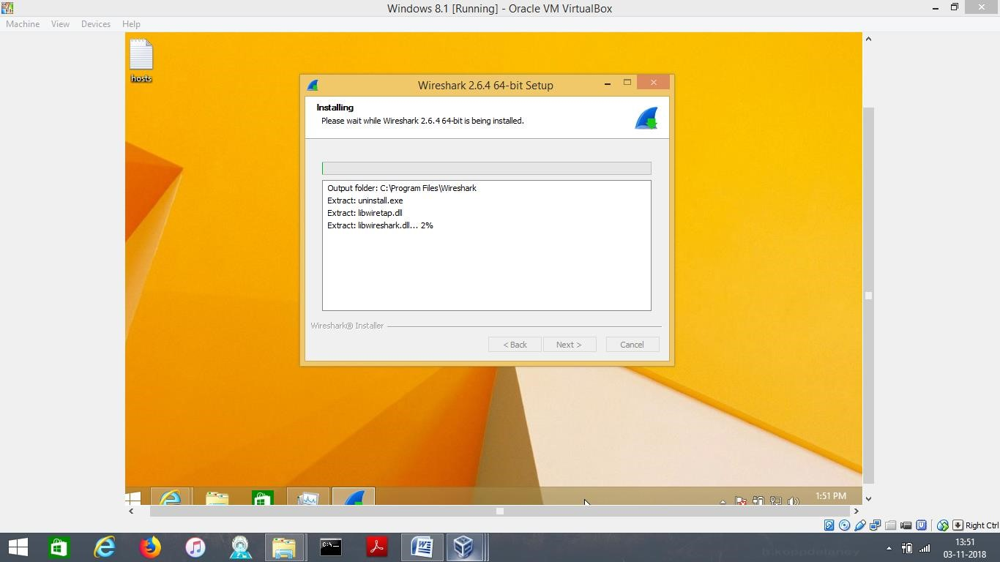 Windows 8.1 [Running] - Oracle VM VirtualBox
Machine View Devices Help
hosts
Wireshark 2.6.4 64-bit Setup
Installing
Please wait while Wireshark 2.6.4 64-bit is being installed.
Output folder: C:\Program Files\Wireshark
Extract: uninstall.exe
Extract: libwiretap.dll
Extract: libwireshark.dll... 2%
Wireshark® Installer
< Back Next > Cancel
1:51 PM
Right Ctrl
C:\
b.koppdelaney
13:51
03-11-2018